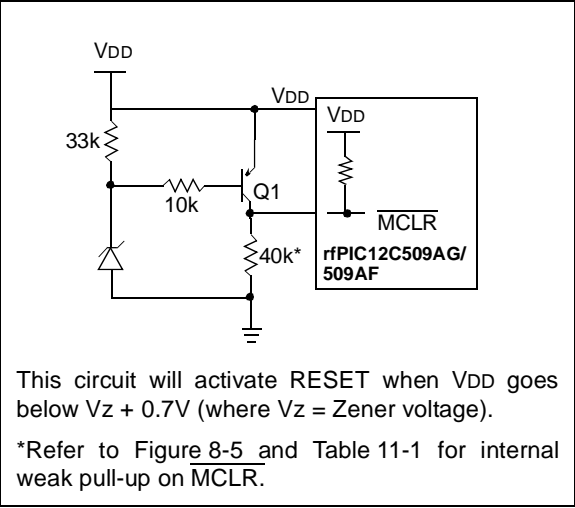 VDD
VDD
VDD
33k
10k
Q1
MCLR
40k*
rfPIC12C509AG/
509AF
This circuit will activate RESET when VDD goes
below Vz + 0.7V (where Vz = Zener voltage).
*Refer to Figure 8-5 and Table 11-1 for internal
weak pull-up on MCLR.